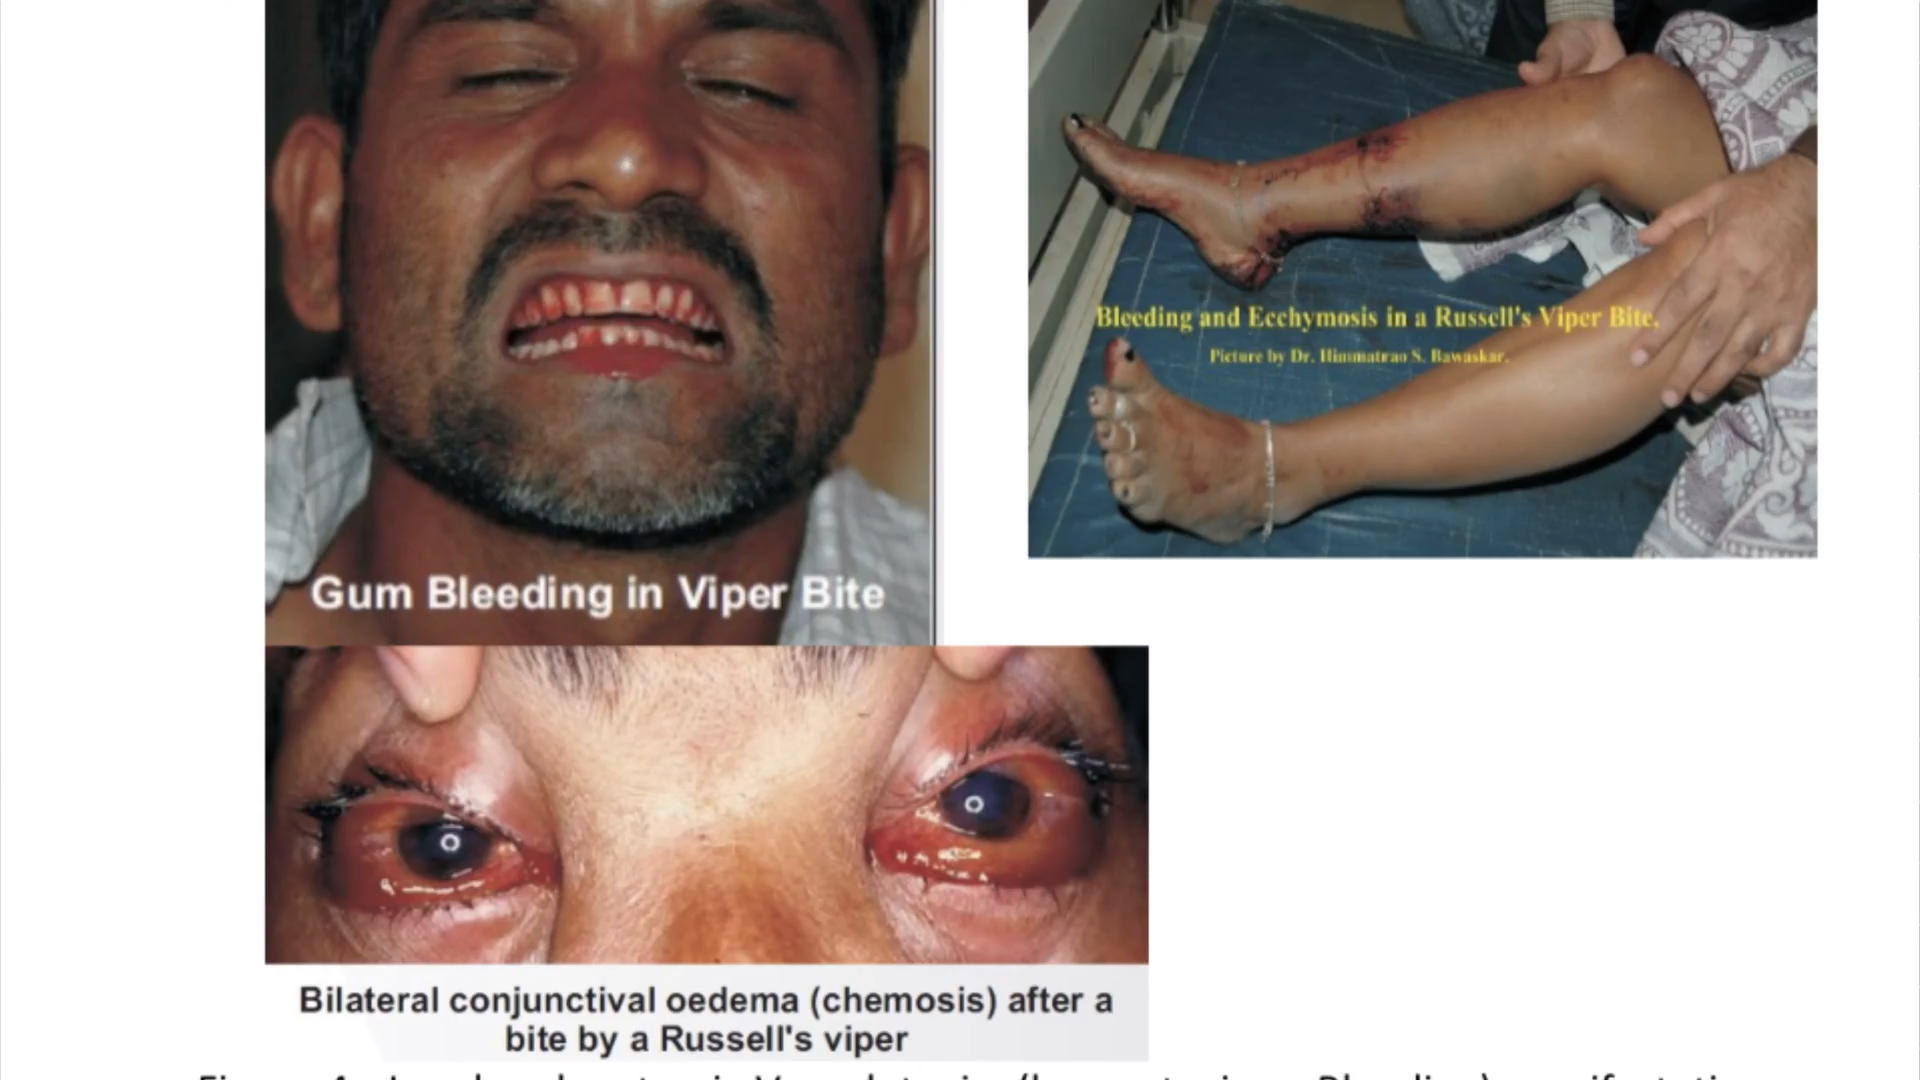 Bleeding and Ecchymosis in a Russell's Viper Bite.
Picture by Dr. Himmatrao S. Bawaskar.
Gum Bleeding in Viper Bite
Bilateral conjunctival oedema (chemosis) after a
bite by a Russell's viper